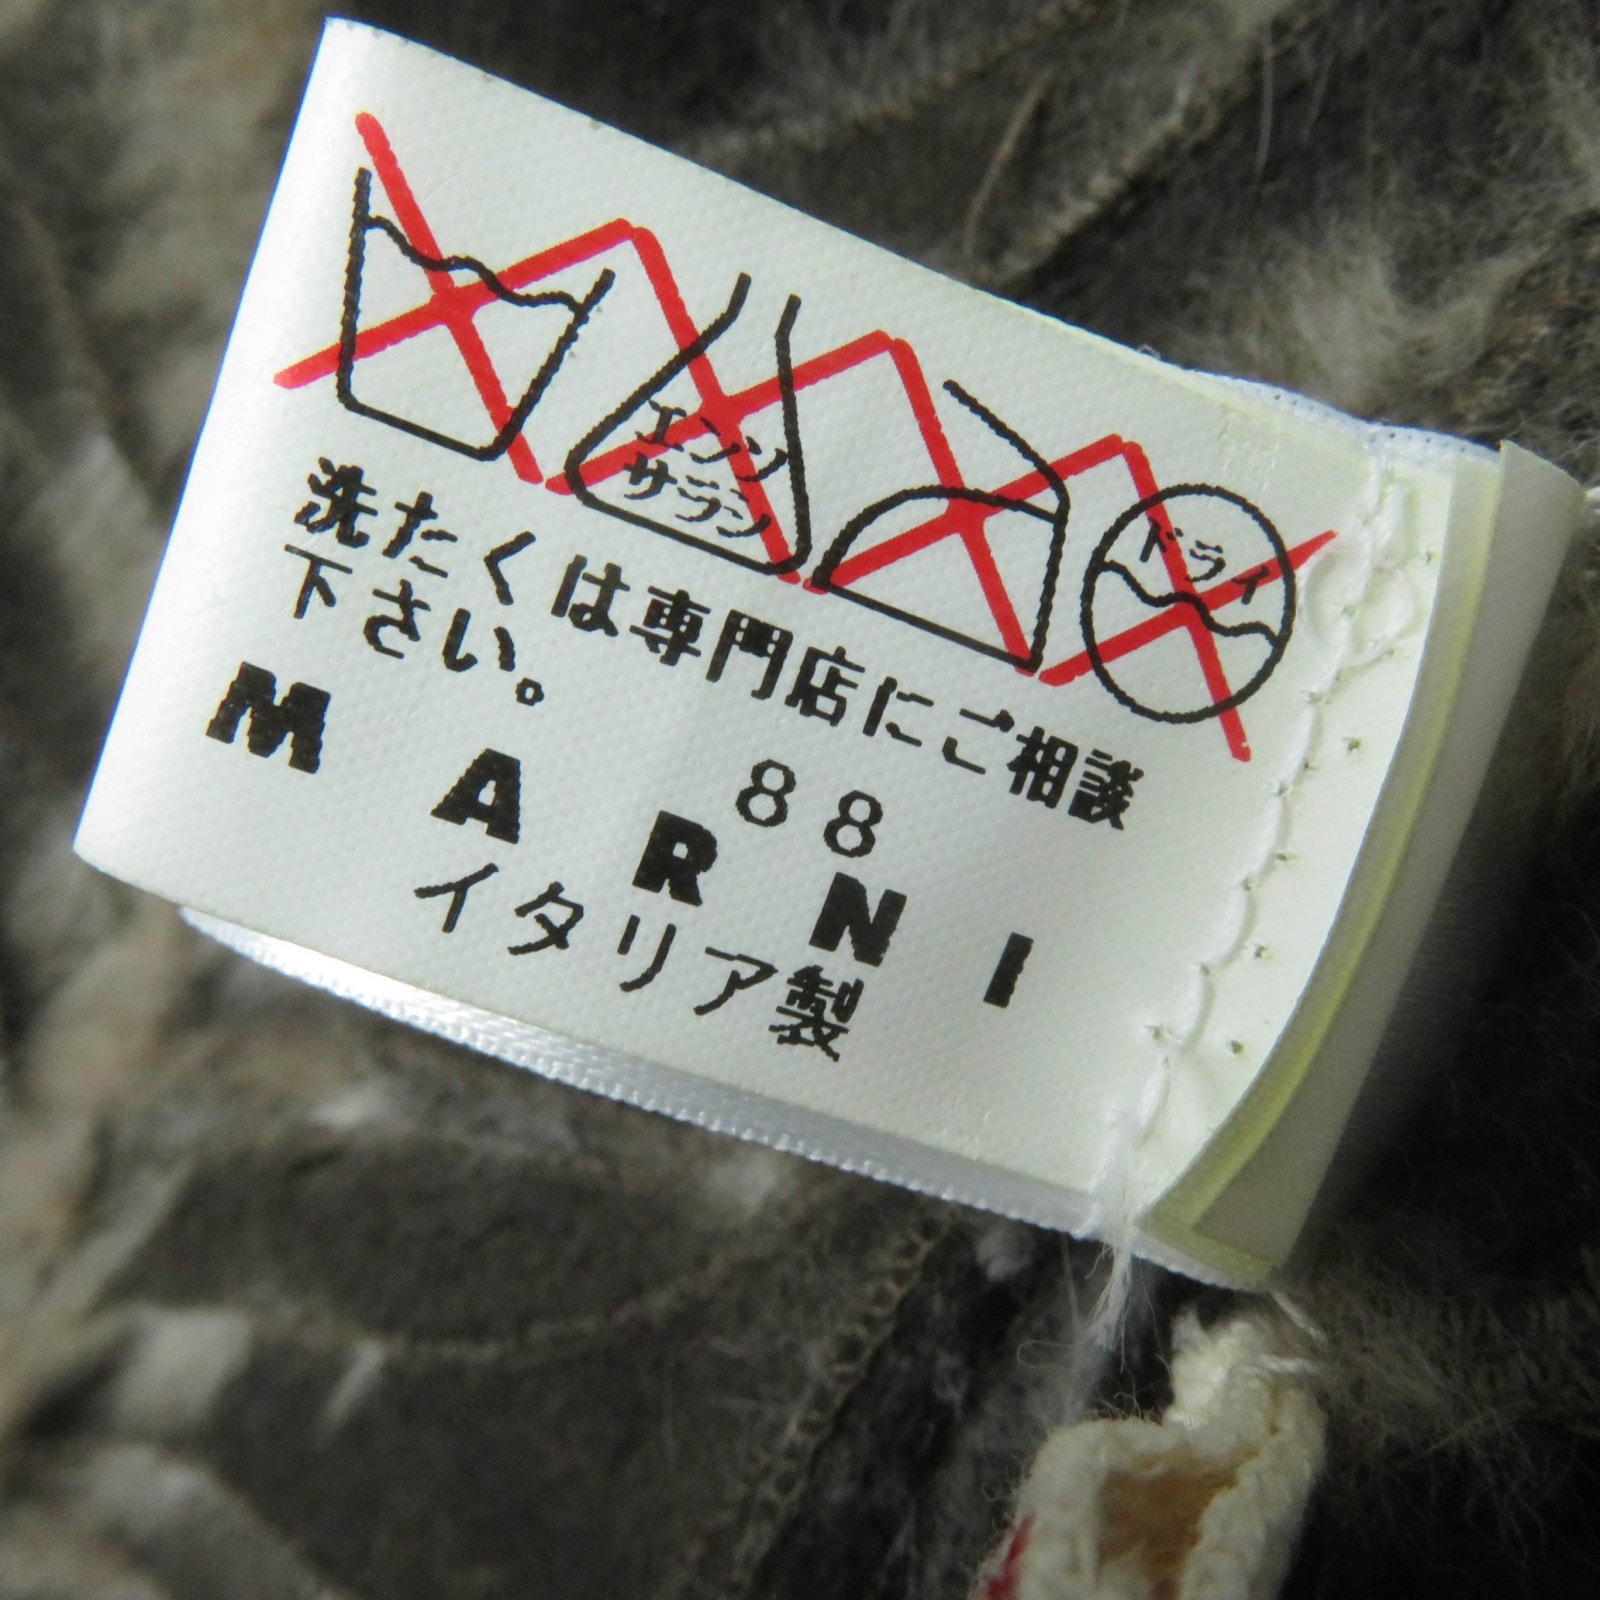 エンソ
サラシ
ドライ
洗たくは専門店にご相談
下さい。
88
MARNI
イタリア製